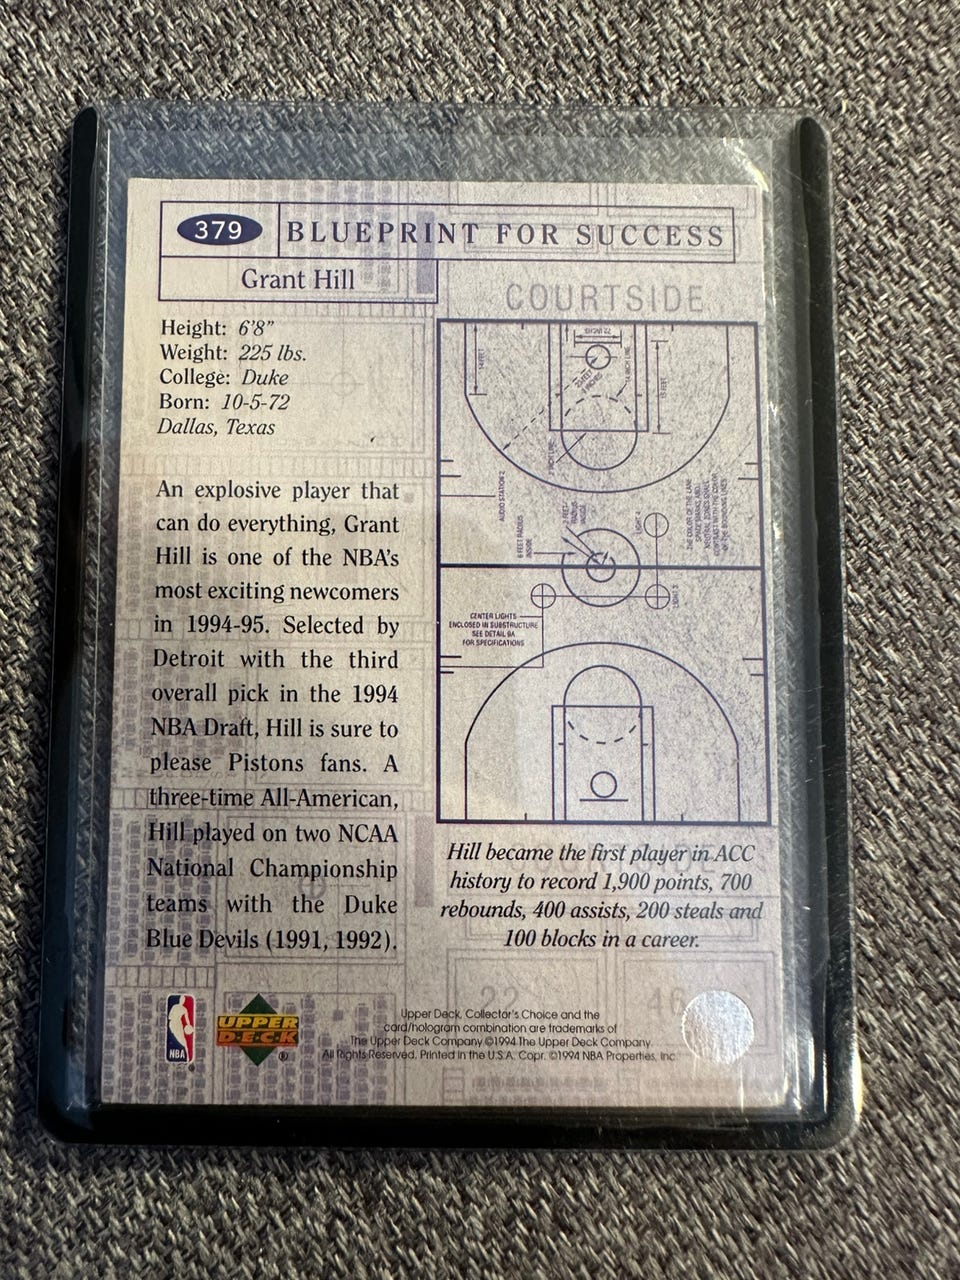 379
BLUEPRINT FOR SUCCESS
Grant Hill
COURTSIDE
Height: 6'8"
Weight: 225 lbs.
College: Duke
Born: 10-5-72
Dallas, Texas
An explosive player that
can do everything, Grant
Hill is one of the NBA's
most exciting newcomers
in 1994-95. Selected by
Detroit with the third
overall pick in the 1994
NBA Draft, Hill is sure to
please Pistons fans. A
three-time All-American,
Hill played on two NCAA
National Championship
teams with the Duke
Blue Devils (1991, 1992).
CENTER LIGHTS
ENCLOSED IN SUBSTRUCTURE
SEE DETAIL 9A
FOR SPECIFICATIONS
Hill became the first player in ACC
history to record 1,900 points, 700
rebounds, 400 assists, 200 steals and
100 blocks in a career.
22
46
NBA
®
UPPER
DECK
®
Upper Deck, Collector's Choice and the
card/hologram combination are trademarks of
The Upper Deck Company ©1994 The Upper Deck Company.
All Rights Reserved. Printed in the U.S.A. Copr. ©1994 NBA Properties, Inc.